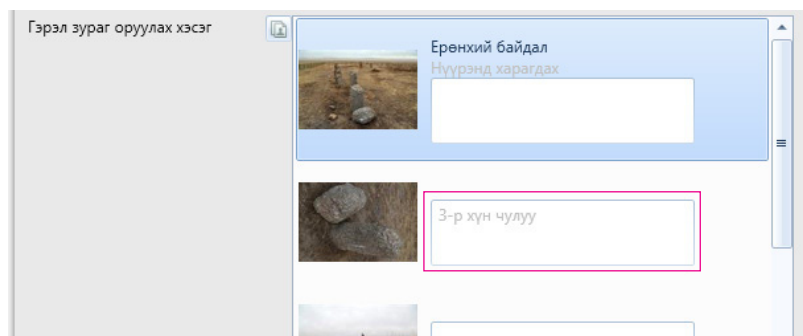 Гэрэл зураг оруулах хэсэг
Ерөнхий байдал
Нүүрэнд харагдах
3-р хүн чулуу